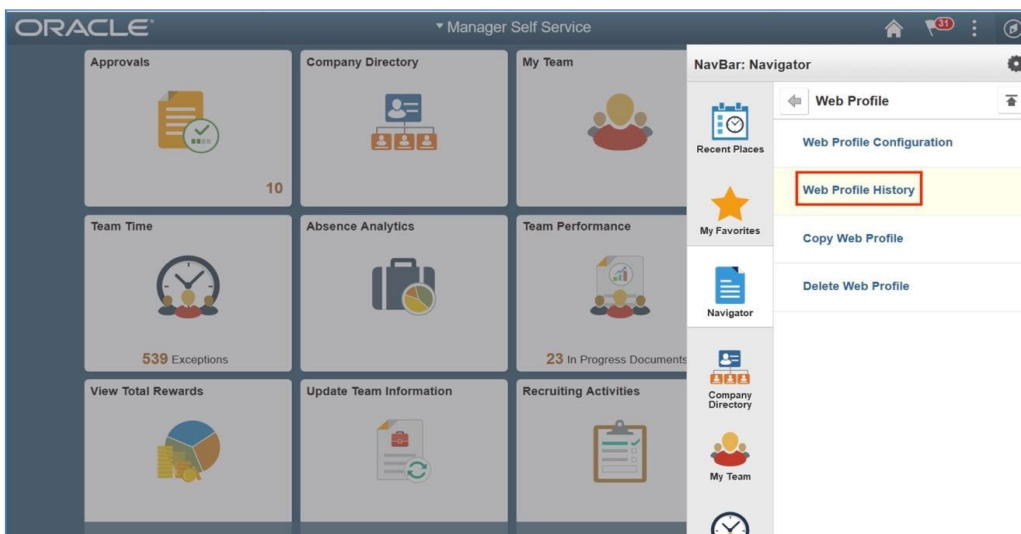 ORACLE
Manager Self Service
31
Approvals
10
Company Directory
My Team
Team Time
539 Exceptions
Absence Analytics
Team Performance
23 In Progress Documents
View Total Rewards
Update Team Information
Recruiting Activities
NavBar: Navigator
Recent Places
My Favorites
Navigator
Company
Directory
My Team
Web Profile
Web Profile Configuration
Web Profile History
Copy Web Profile
Delete Web Profile